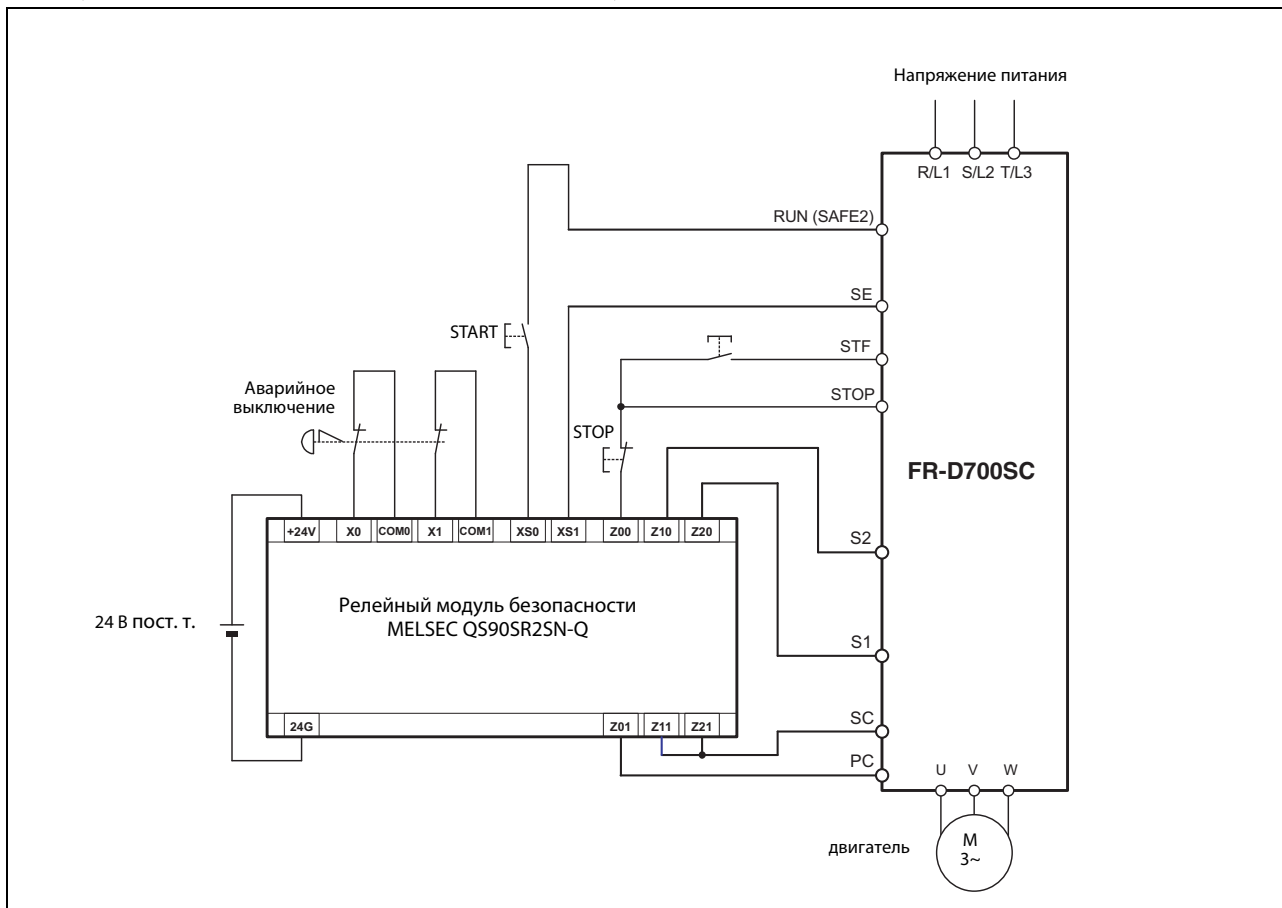 Напряжение питания
R/L1 S/L2 T/L3
RUN (SAFE2)
SE
START
STF
Аварийное
выключение
STOP
STOP
FR-D700SC
+24V X0 COM0 X1 COM1 XS0 XS1 Z00 Z10 Z20
S2
Релейный модуль безопасности
MELSEC QS90SR2SN-Q
24 В пост. т.
S1
24G Z01 Z11 Z21
SC
PC
U V W
двигатель
M
3~